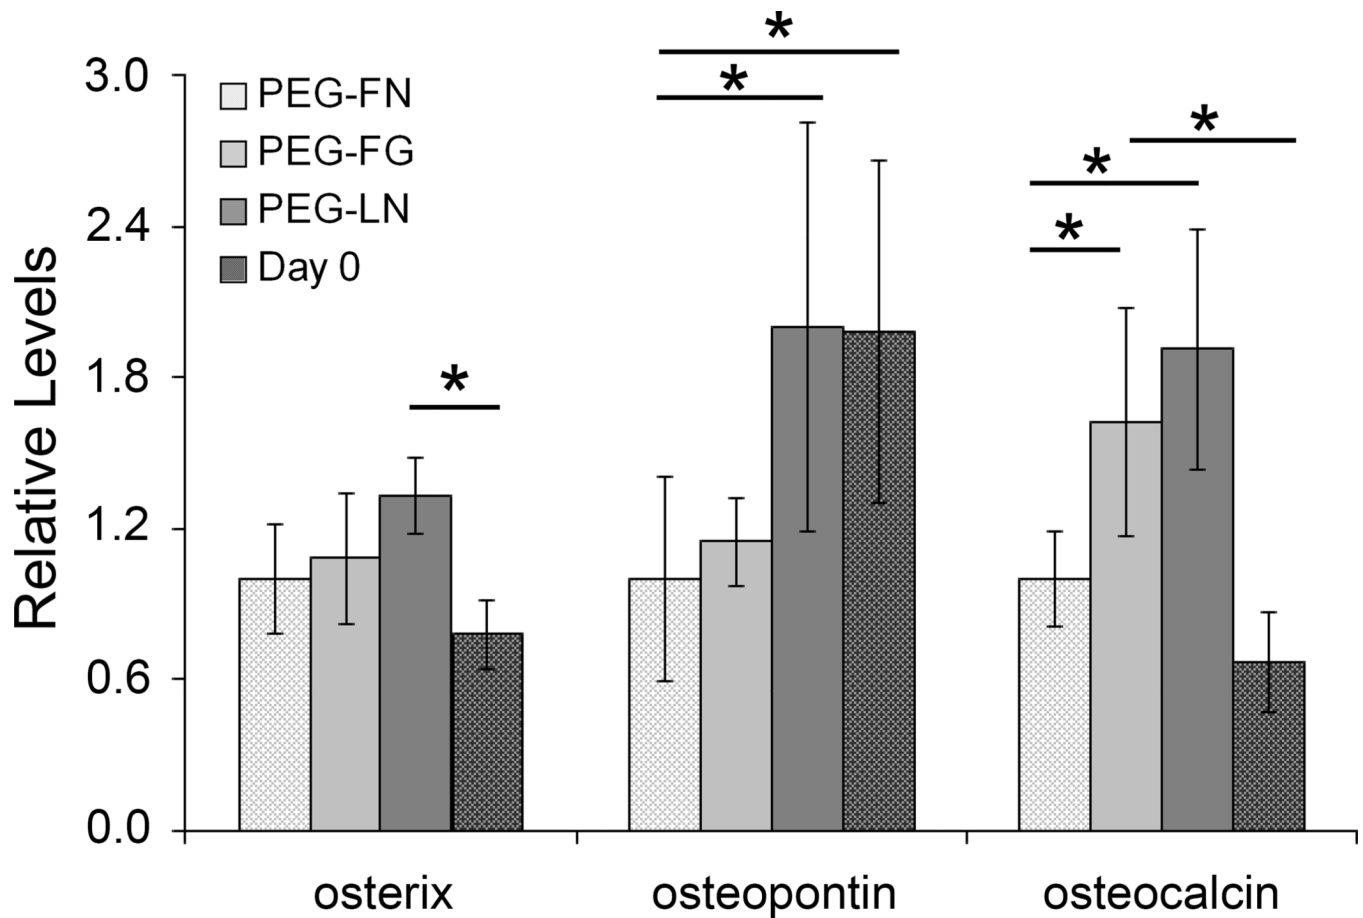 * *
* *
3.0
PEG-FN
PEG-FG
PEG-LN
Day 0
2.4
*
*
1.8
*
1.2
0.6
0.0
Relative Levels
osterix osteopontin osteocalcin